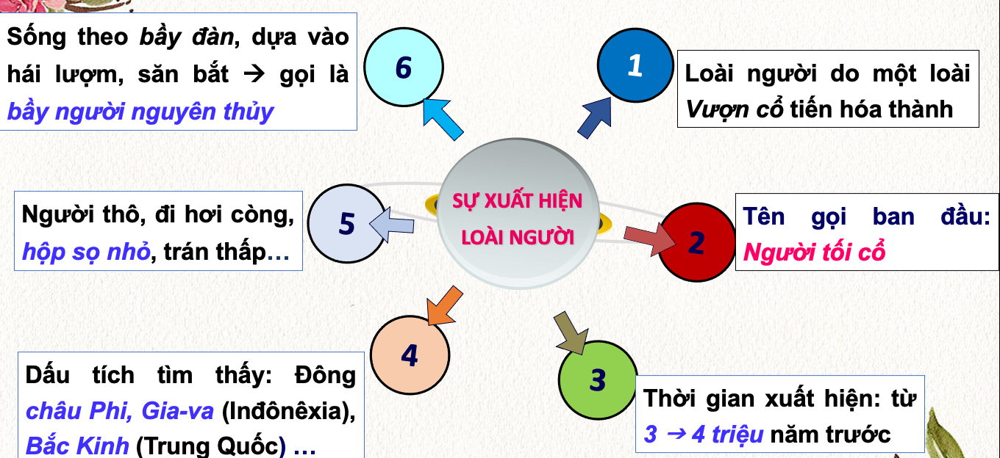 SỰ XUẤT HIỆN
LOÀI NGƯỜI
1
Loài người do một loài
Vượn cổ tiến hóa thành
2
Tên gọi ban đầu:
Người tối cổ
3
Thời gian xuất hiện: từ
3 → 4 triệu năm trước
4
Dấu tích tìm thấy: Đông
châu Phi, Gia-va (Inđônêxia),
Bắc Kinh (Trung Quốc) ...
5
Người thô, đi hơi còng,
hộp sọ nhỏ, trán thấp...
6
Sống theo bầy đàn, dựa vào
hái lượm, săn bắt → gọi là
bầy người nguyên thủy